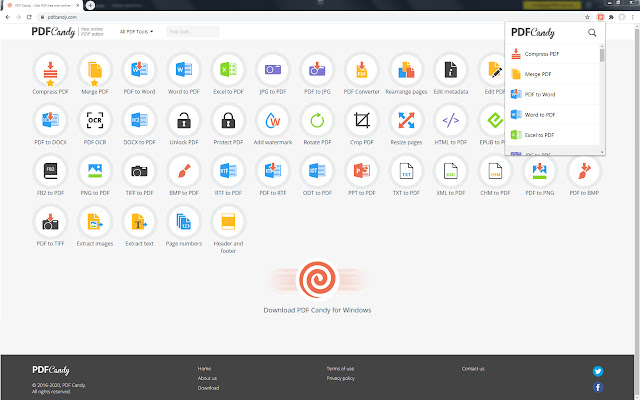 PDF Candy - Edit PDF free with online
pdfcandy.com
PDFCandy
free online
PDF editor
All PDF Tools
Find tool...
Compress PDF
Merge PDF
PDF to Word
Word to PDF
Excel to PDF
JPG to PDF
PDF to JPG
PDF Converter
Rearrange pages
Edit metadata
Edit PDF
PDF to DOCX
PDF OCR
DOCX to PDF
Unlock PDF
Protect PDF
Add watermark
Rotate PDF
Crop PDF
Resize pages
HTML to PDF
EPUB to P
FB2 to PDF
PNG to PDF
TIFF to PDF
BMP to PDF
RTF to PDF
PDF to RTF
ODT to PDF
PPT to PDF
TXT to PDF
XML to PDF
CHM to PDF
PDF to PNG
PDF to BMP
PDF to TIFF
Extract images
Extract text
Page numbers
Header and
footer
PDFCandy
Compress PDF
Merge PDF
PDF to Word
Word to PDF
Excel to PDF
JPG to PDF
Download PDF Candy for Windows
PDFCandy
© 2016-2020, PDF Candy.
All rights reserved
Home
About us
Download
Terms of use
Privacy policy
Contact us